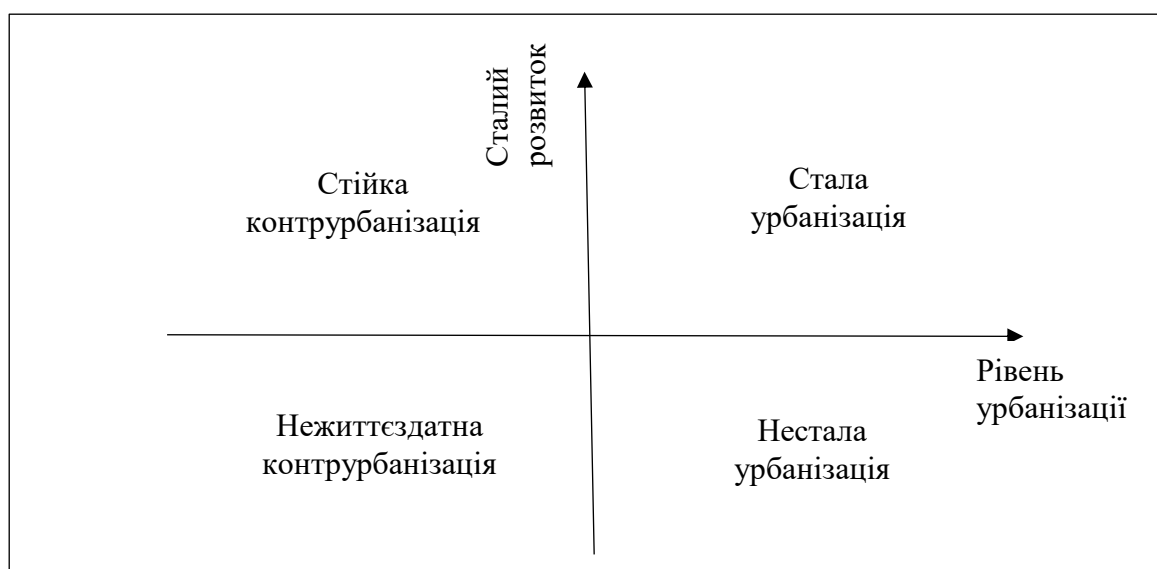 Сталий
розвиток
Стійка
контрурбанізація
Стала
урбанізація
Рівень
урбанізації
Нежиттєздатна
контрурбанізація
Нестала
урбанізація